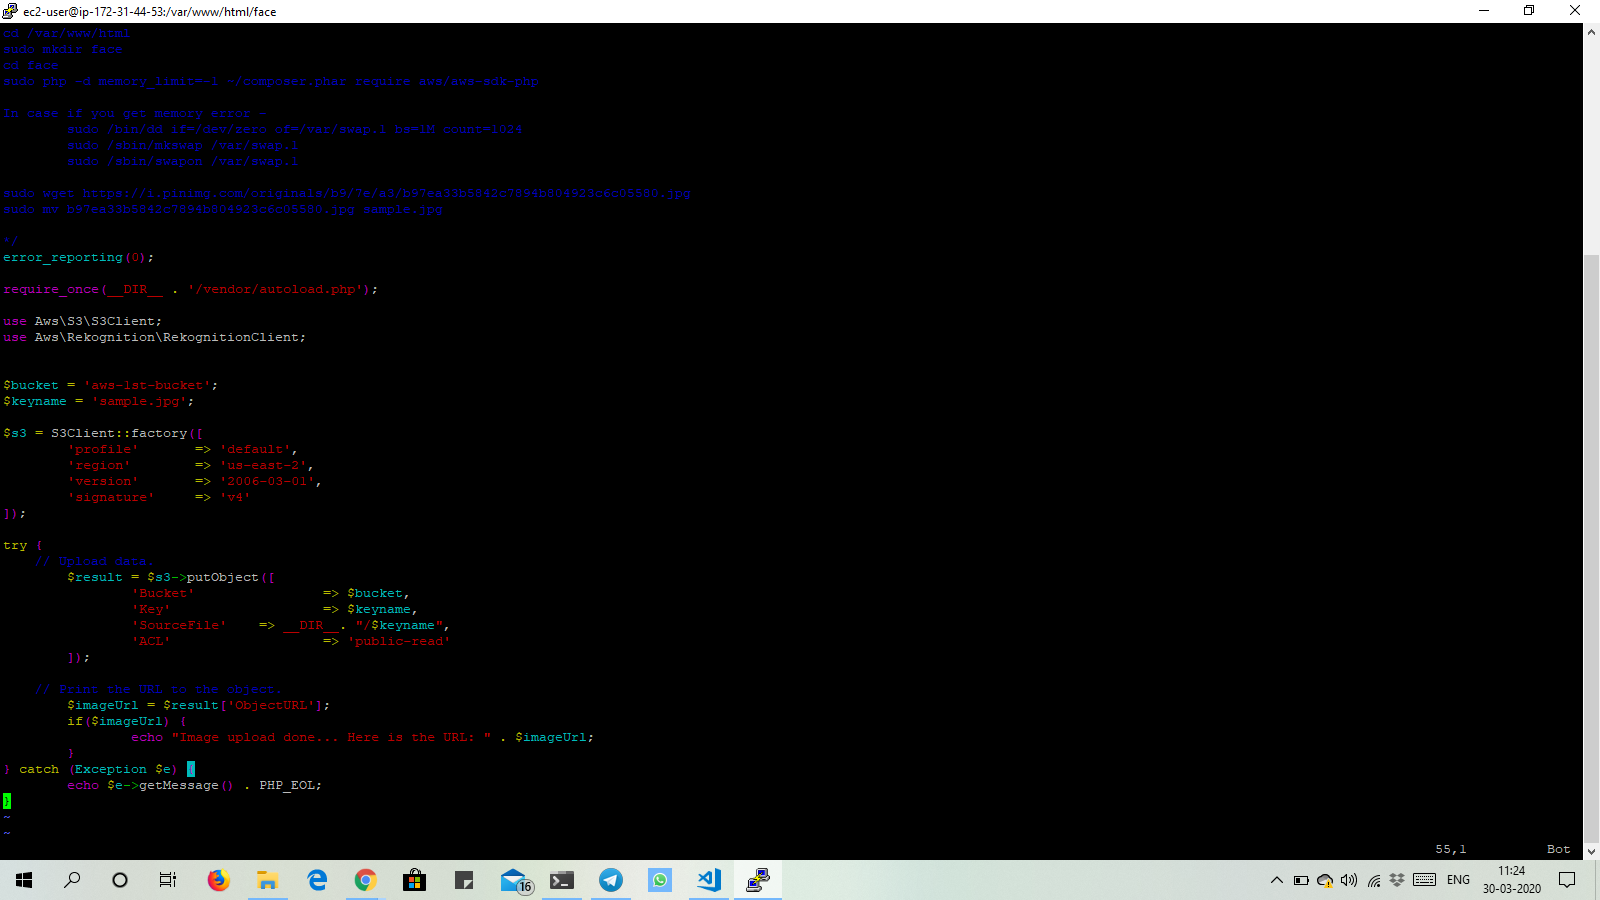 ec2-user@ip-172-31-44-53:/var/www/html/face
cd /var/www/html
sudo mkdir face
cd face
sudo php -d memory_limit=-1 ~/composer.phar require aws/aws-sdk-php
In case if you get memory error -
sudo /bin/dd if=/dev/zero of=/var/swap.1 bs=1M count=1024
sudo /sbin/mkswap /var/swap.1
sudo /sbin/swapon /var/swap.1
sudo wget https://i.pinimg.com/originals/b9/7e/a3/b97ea33b5842c7894b804923c6c05580.jpg
sudo mv b97ea33b5842c7894b804923c6c05580.jpg sample.jpg
*/
error_reporting(0);
require_once(__DIR__ . '/vendor/autoload.php');
use Aws\S3\S3Client;
use Aws\Rekognition\RekognitionClient;
$bucket = 'aws-1st-bucket';
$keyname = 'sample.jpg';
$s3 = S3Client::factory([
'profile' => 'default',
'region' => 'us-east-2',
'version' => '2006-03-01',
'signature' => 'v4'
]);
try {
// Upload data.
$result = $s3->putObject([
'Bucket' => $bucket,
'Key' => $keyname,
'SourceFile' => __DIR__. "/$keyname",
'ACL' => 'public-read'
]);
// Print the URL to the object.
$imageUrl = $result['ObjectURL'];
if($imageUrl) {
echo "Image upload done... Here is the URL: " . $imageUrl;
}
} catch (Exception $e) {
echo $e->getMessage() . PHP_EOL;
}
~
~
55,1 Bot
16
ENG
11:24
30-03-2020